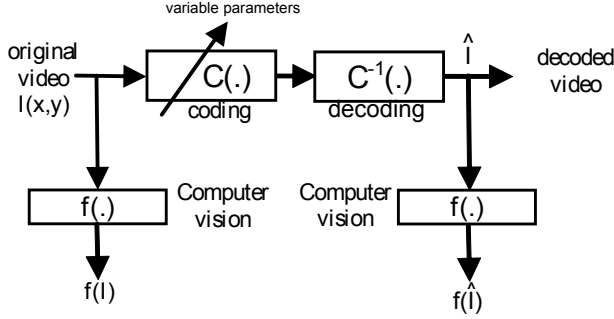 variable parameters
original
video
I(x,y)
C(.)
coding
C⁻¹(.)
decoding
Î
decoded
video
f(.)
Computer
vision
f(I)
Computer
vision
f(.)
f(Î)